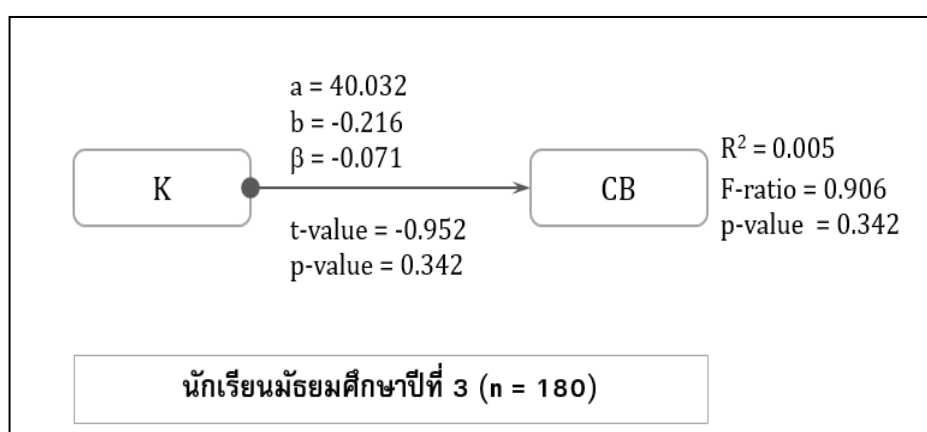 a = 40.032
b = -0.216
β = -0.071
K
CB
R² = 0.005
F-ratio = 0.906
p-value = 0.342
t-value = -0.952
p-value = 0.342
นักเรียนมัธยมศึกษาปีที่ 3 (n = 180)